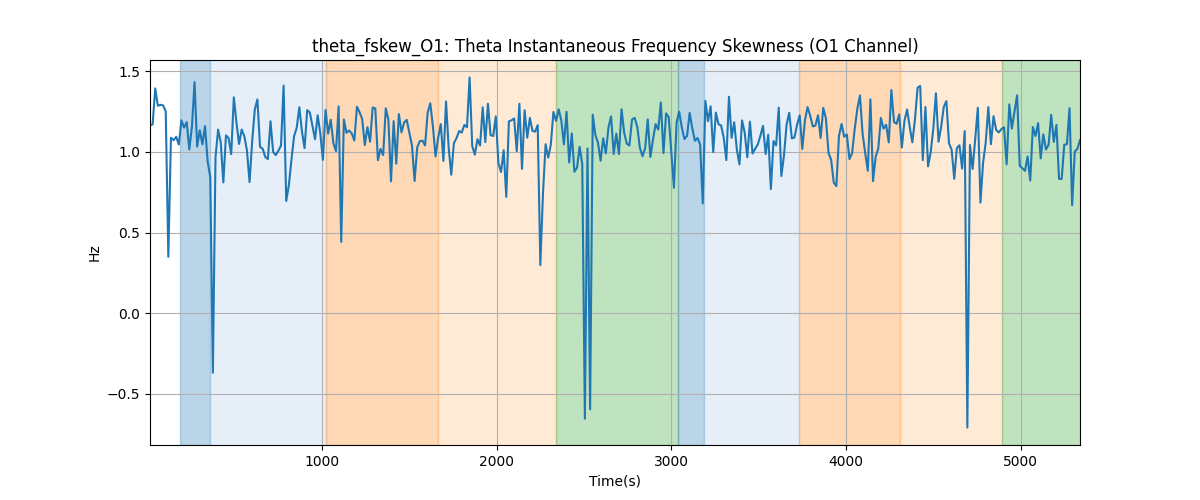 theta_fskew_O1: Theta Instantaneous Frequency Skewness (O1 Channel)
1.5
1.0
0.5
0.0
−0.5
Hz
1000 2000 3000 4000 5000
Time(s)